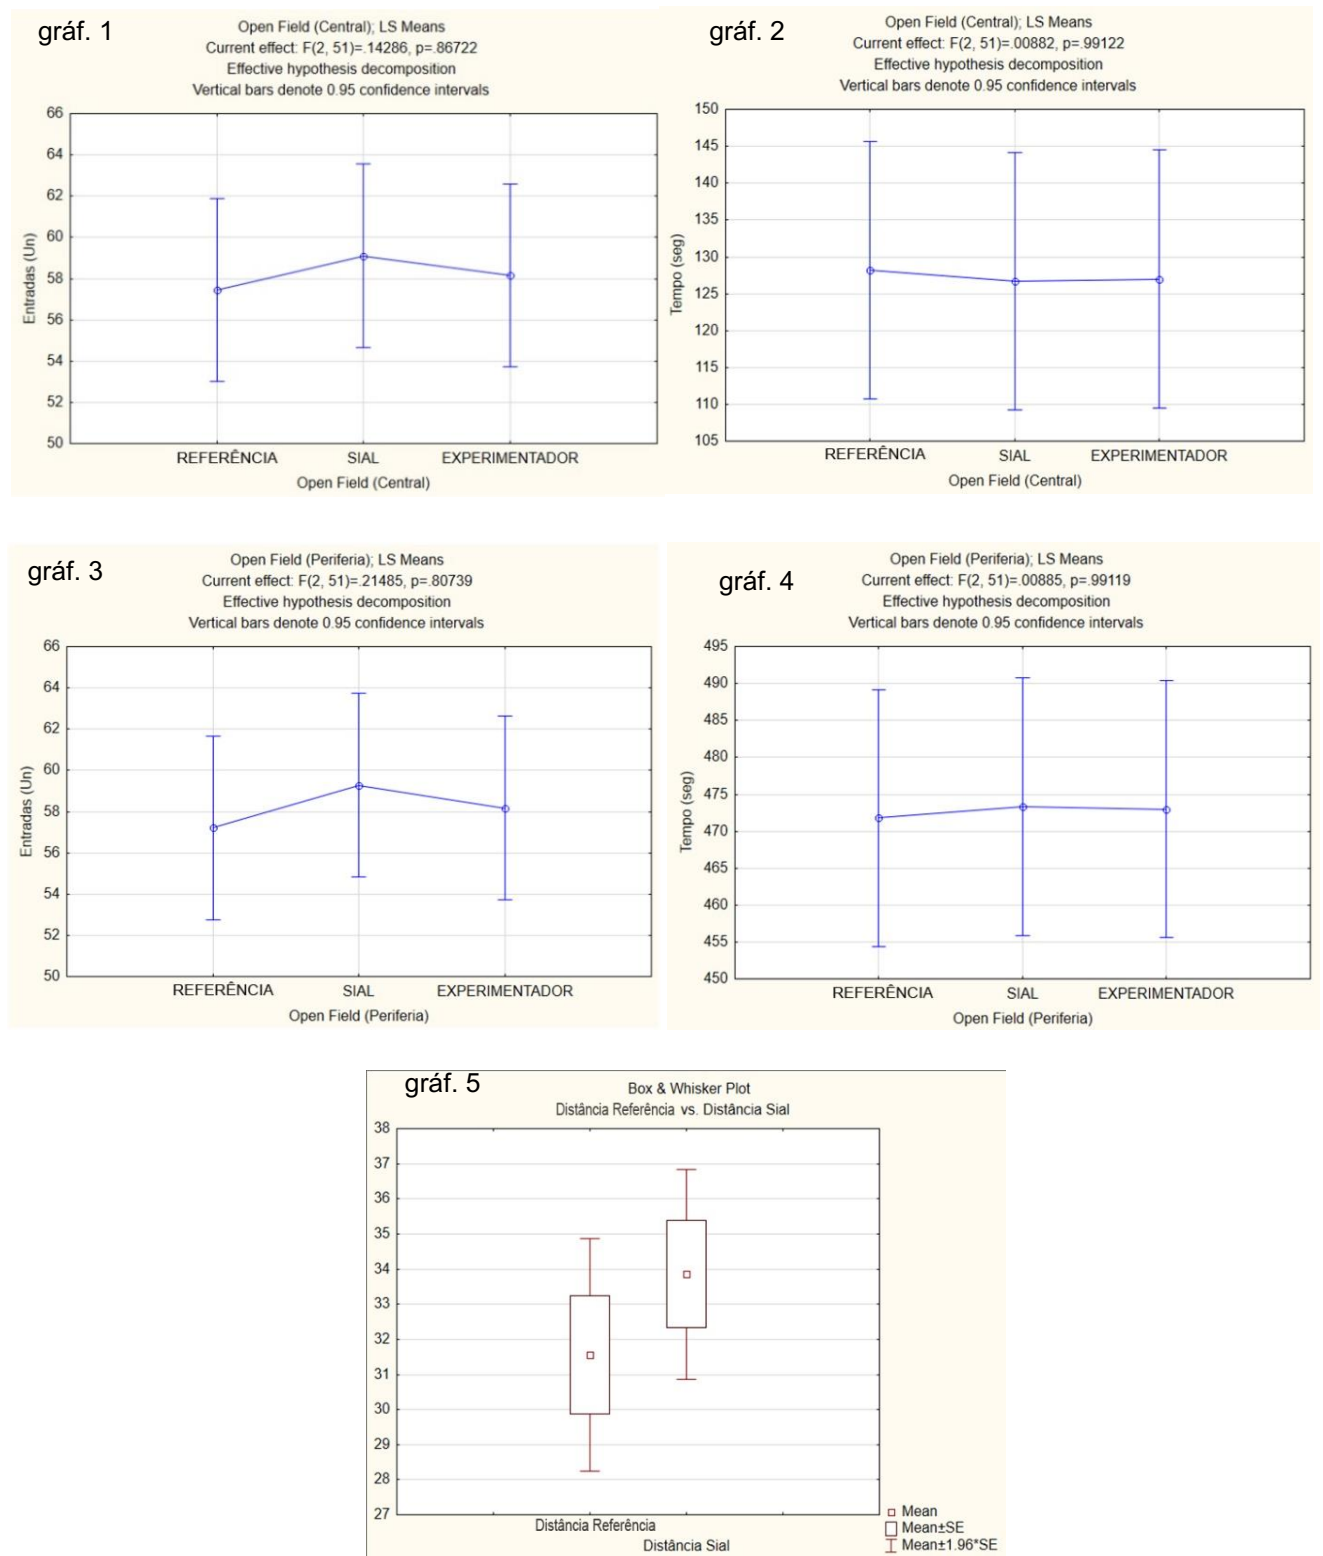 gráf. 1
Open Field (Central); LS Means
Current effect: F(2, 51)=.14286, p=.86722
Effective hypothesis decomposition
Vertical bars denote 0.95 confidence intervals
66
64
62
60
58
56
54
52
50
Entradas (Un)
REFERÊNCIA SIAL EXPERIMENTADOR
Open Field (Central)
gráf. 2
Open Field (Central); LS Means
Current effect: F(2, 51)=.00882, p=.99122
Effective hypothesis decomposition
Vertical bars denote 0.95 confidence intervals
150
145
140
135
130
125
120
115
110
105
Tempo (seg)
REFERÊNCIA SIAL EXPERIMENTADOR
Open Field (Central)
gráf. 3
Open Field (Periferia); LS Means
Current effect: F(2, 51)=.21485, p=.80739
Effective hypothesis decomposition
Vertical bars denote 0.95 confidence intervals
66
64
62
60
58
56
54
52
50
Entradas (Un)
REFERÊNCIA SIAL EXPERIMENTADOR
Open Field (Periferia)
gráf. 4
Open Field (Periferia); LS Means
Current effect: F(2, 51)=.00885, p=.99119
Effective hypothesis decomposition
Vertical bars denote 0.95 confidence intervals
495
490
485
480
475
470
465
460
455
450
Tempo (seg)
REFERÊNCIA SIAL EXPERIMENTADOR
Open Field (Periferia)
gráf. 5
Box & Whisker Plot
Distância Referência vs. Distância Sial
38
37
36
35
34
33
32
31
30
29
28
27
Distância Referência
Distância Sial
Mean
Mean±SE
Mean±1.96*SE